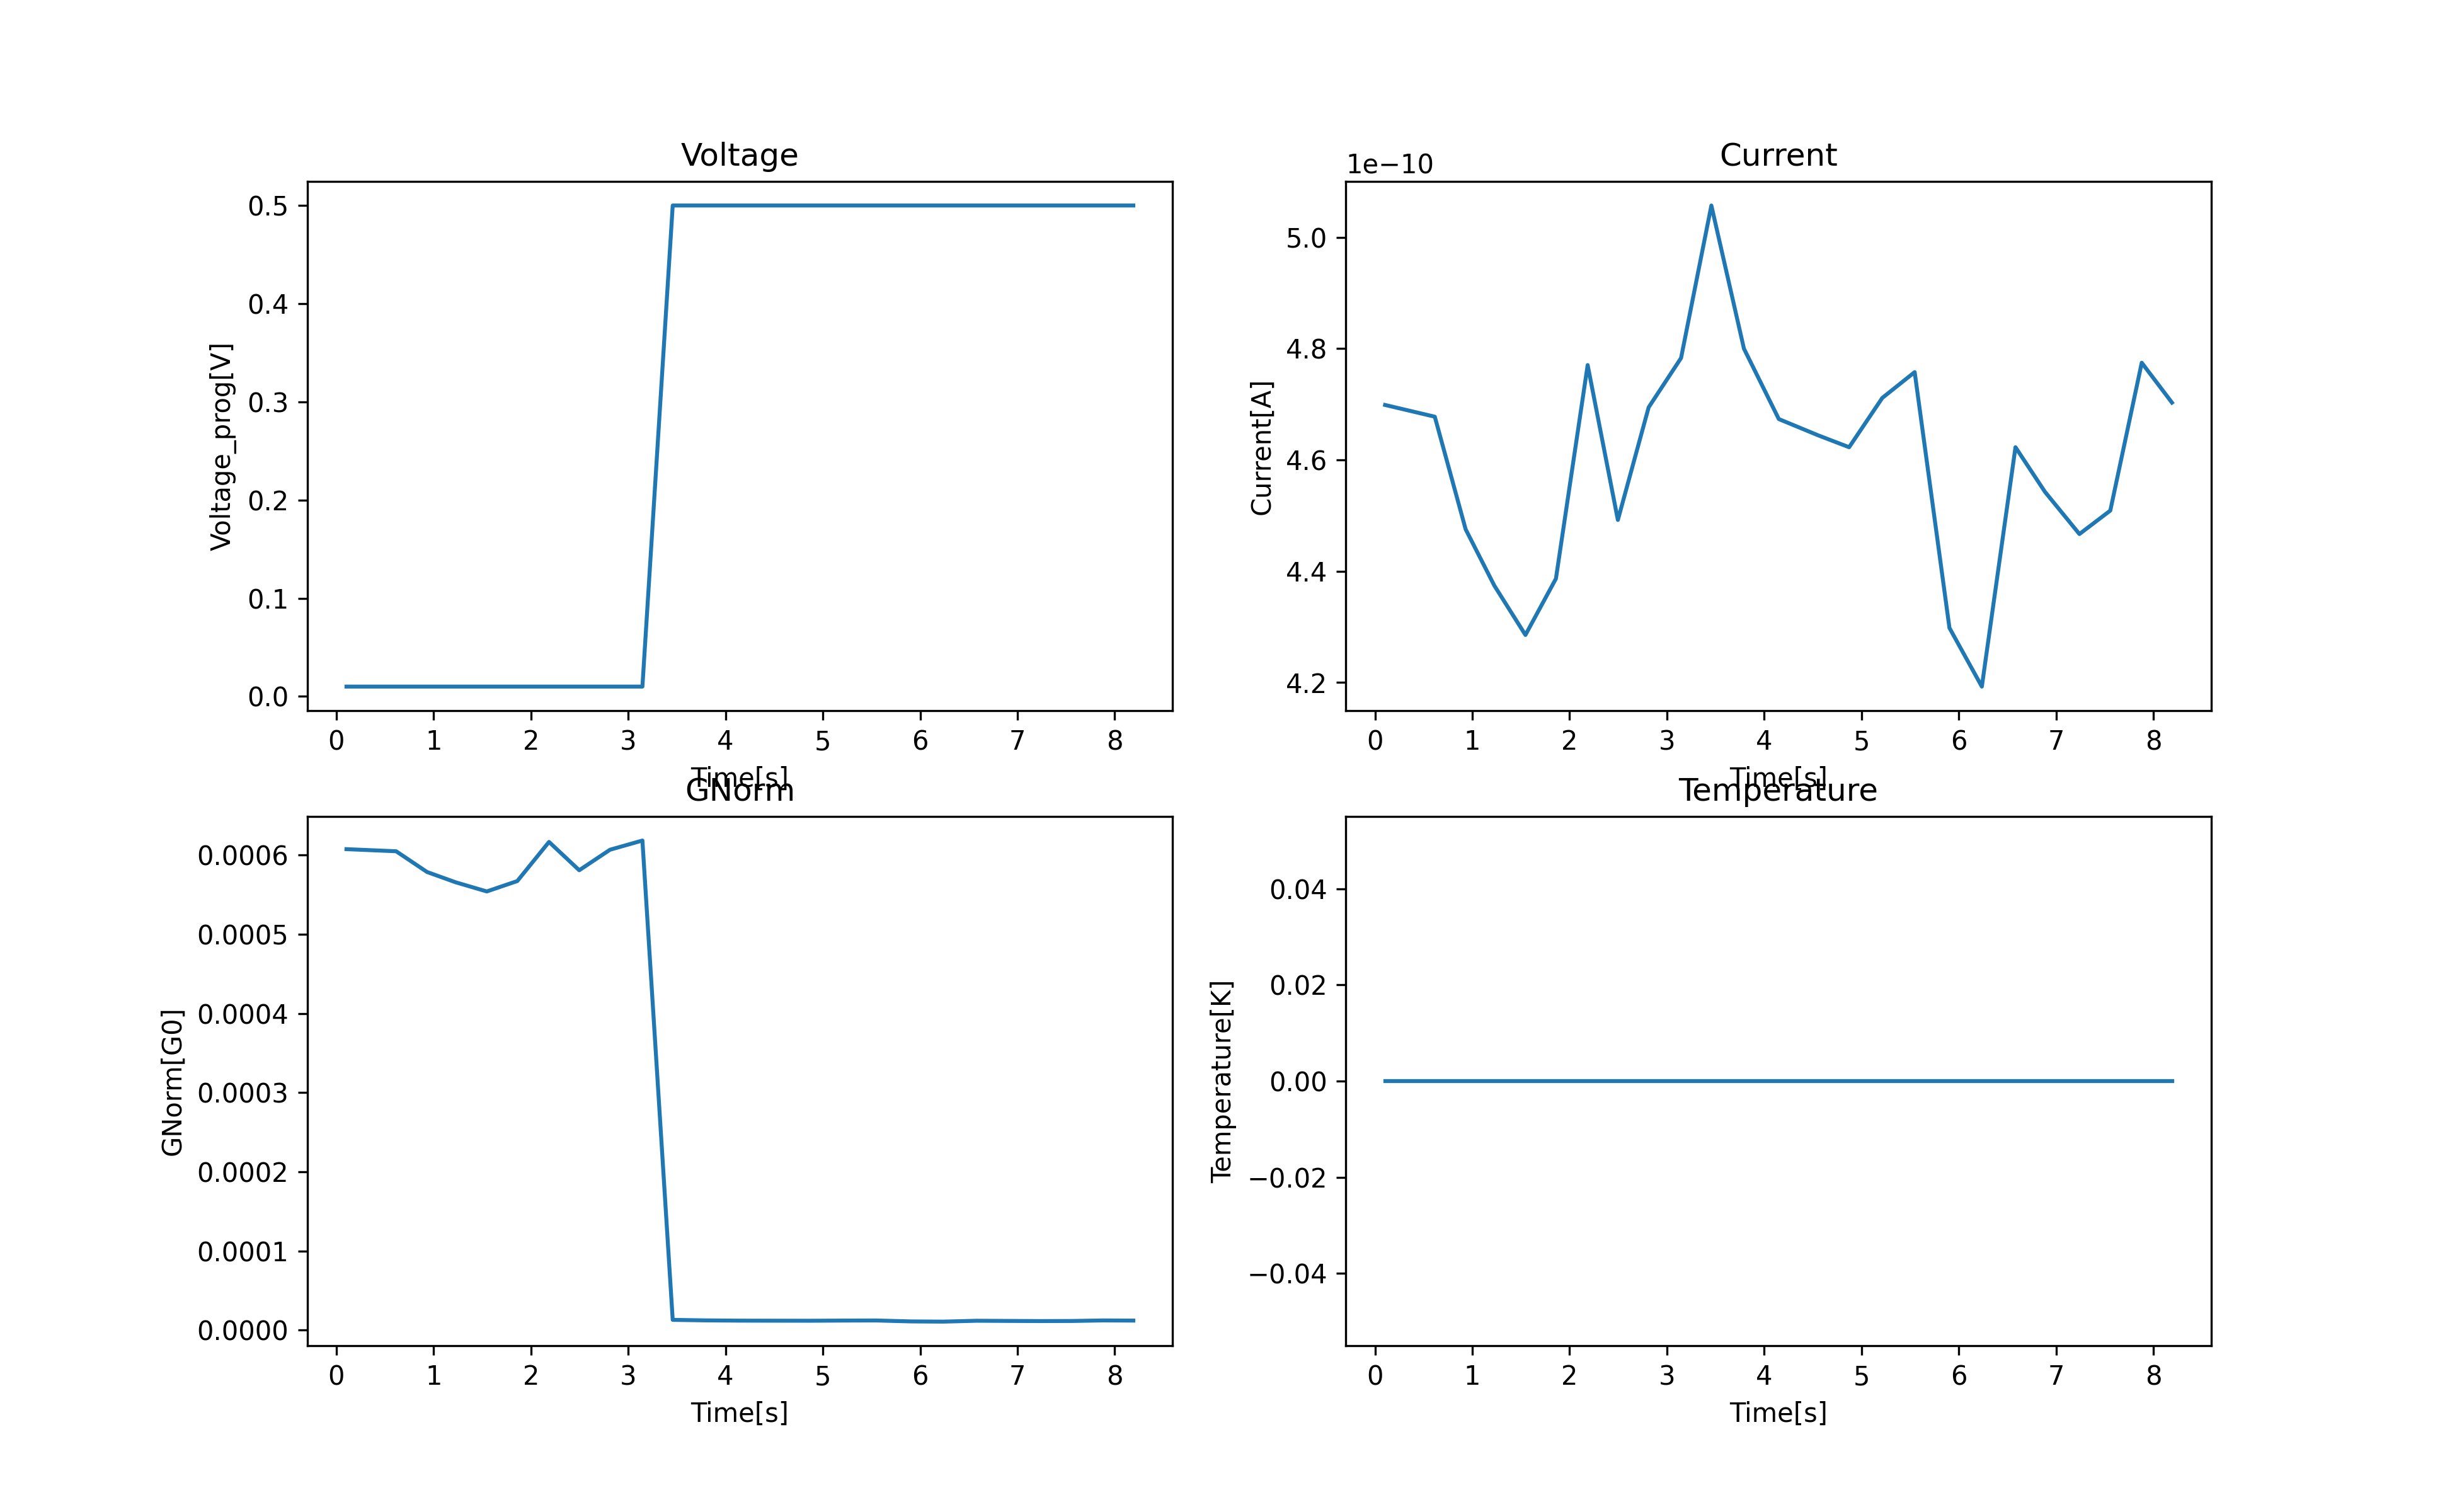 Voltage
0.5
0.4
0.3
0.2
0.1
0.0
Voltage_prog[V]
0 1 2 3 4 5 6 7 8
Time[s]
Current
1e−10
5.0
4.8
4.6
4.4
4.2
Current[A]
0 1 2 3 4 5 6 7 8
Time[s]
GNorm
0.0006
0.0005
0.0004
0.0003
0.0002
0.0001
0.0000
GNorm[G0]
0 1 2 3 4 5 6 7 8
Time[s]
Temperature
0.04
0.02
0.00
−0.02
−0.04
Temperature[K]
0 1 2 3 4 5 6 7 8
Time[s]